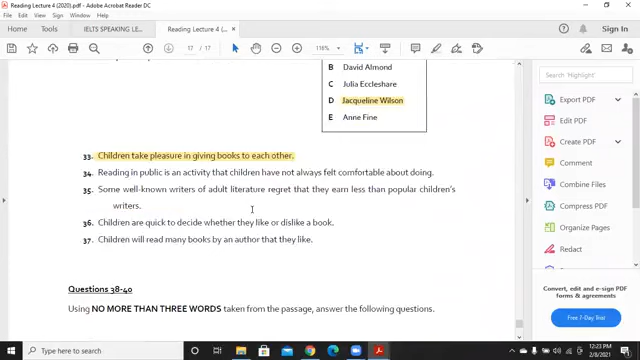 Reading Lecture 4 (2020).pdf - Adobe Acrobat Reader DC
File Edit View Sign Window Help
Home Tools IELTS SPEAKING LE... Reading Lecture 4 (... × Sign In
17 / 17 116%
B David Almond
C Julia Eccleshare
D Jacqueline Wilson
E Anne Fine
33. Children take pleasure in giving books to each other.
34. Reading in public is an activity that children have not always felt comfortable about doing.
35. Some well-known writers of adult literature regret that they earn less than popular children's
writers.
36. Children are quick to decide whether they like or dislike a book.
37. Children will read many books by an author that they like.
Questions 38-40
Using NO MORE THAN THREE WORDS taken from the passage, answer the following questions.
Search 'Highlight'
Export PDF
Edit PDF
Create PDF
Comment
Combine Files
Compress PDF
Organize Pages
Redact
Convert, edit and e-sign PDF
forms & agreements
Free 7-Day Trial
Type here to search
12:23 PM
2/8/2021